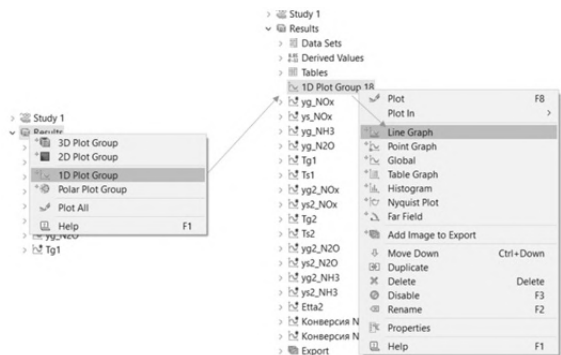 Study 1
Results
3D Plot Group
2D Plot Group
1D Plot Group
Polar Plot Group
Plot All
Help F1
yg_N2O
Tg1
Study 1
Results
Data Sets
Derived Values
Tables
1D Plot Group 18
yg_NOx
ys_NOx
yg_NH3
yg_N2O
Tg1
Ts1
yg2_NOx
ys2_NOx
Tg2
Ts2
yg2_N2O
ys2_N2O
yg2_NH3
ys2_NH3
Etta2
Конверсия N
Конверсия N
Export
Plot F8
Plot In
Line Graph
Point Graph
Global
Table Graph
Histogram
Nyquist Plot
Far Field
Add Image to Export
Move Down Ctrl+Down
Duplicate
Delete Delete
Disable F3
Rename F2
Properties
Help F1